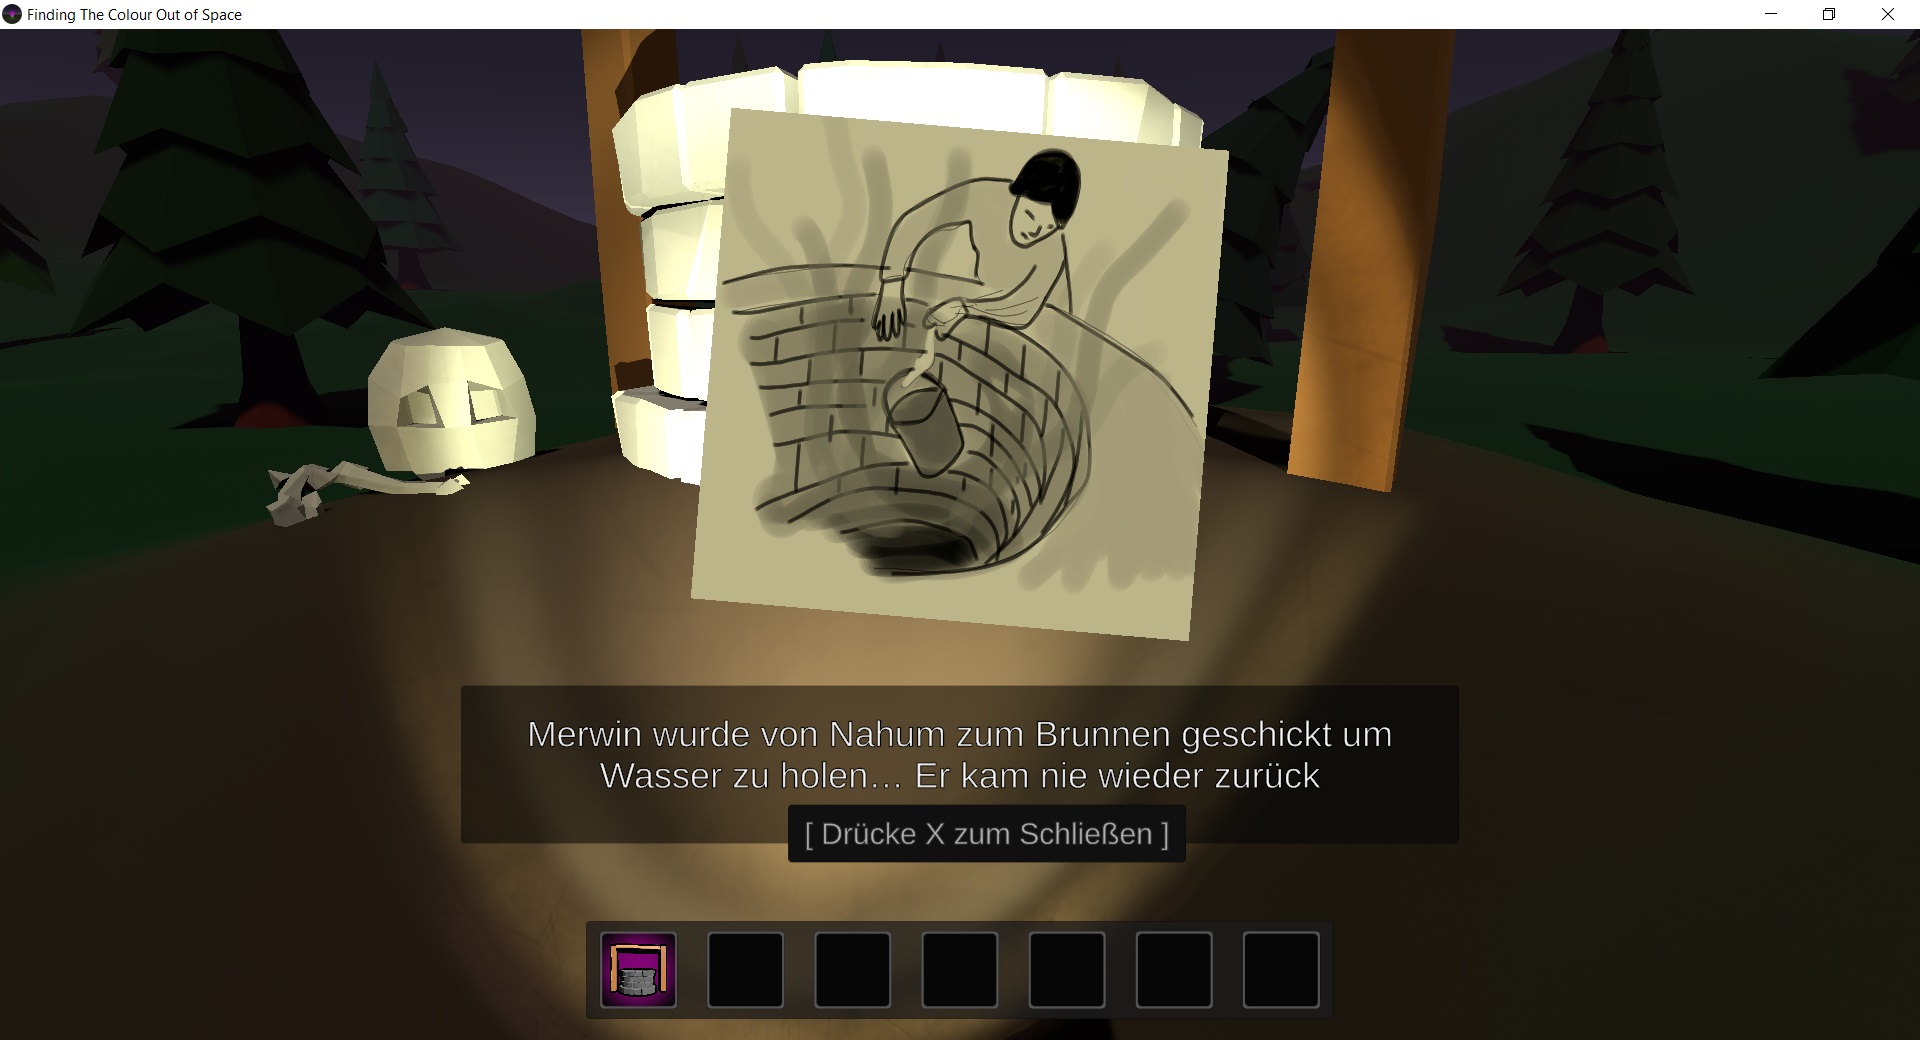 Finding The Colour Out of Space
Merwin wurde von Nahum zum Brunnen geschickt um
Wasser zu holen... Er kam nie wieder zurück
[ Drücke X zum Schließen ]